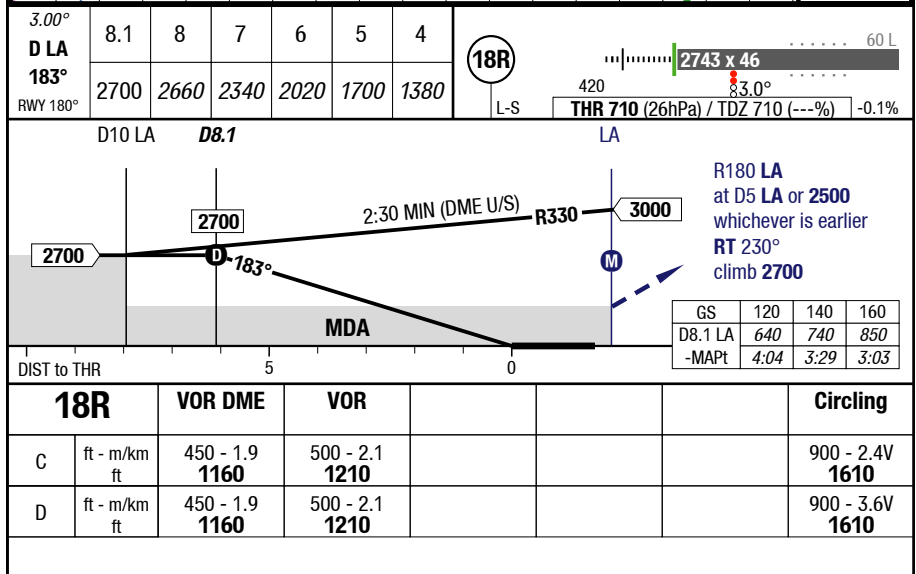 3.00°
D LA
183°
RWY 180°
8.1 8 7 6 5 4
2700 2660 2340 2020 1700 1380
18R
L-S
60 L
2743 x 46
420
3.0°
THR 710 (26hPa) / TDZ 710 (---%) -0.1%
D10 LA D8.1 LA
2700
2:30 MIN (DME U/S) R330 3000
2700 D 183°
M
MDA
R180 LA
at D5 LA or 2500
whichever is earlier
RT 230°
climb 2700
GS 120 140 160
D8.1 LA 640 740 850
-MAPt 4:04 3:29 3:03
DIST to THR 5 0
18R VOR DME VOR Circling
C ft - m/km 450 - 1.9 500 - 2.1 900 - 2.4V
ft 1160 1210 1610
D ft - m/km 450 - 1.9 500 - 2.1 900 - 3.6V
ft 1160 1210 1610